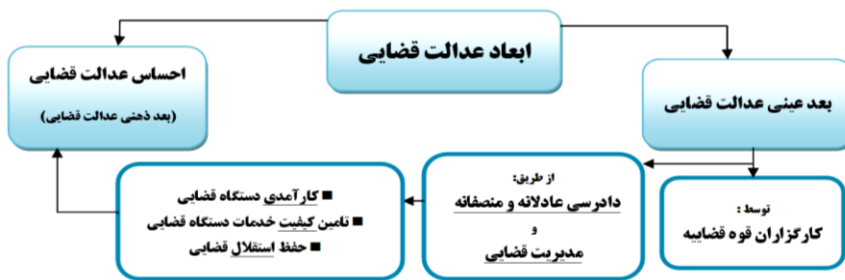 ابعاد عدالت قضایی
بعد عینی عدالت قضایی
احساس عدالت قضایی
(بعد ذهنی عدالت قضایی)
توسط :
کارگزاران قوه قضاییه
از طریق:
دادرسی عادلانه و منصفانه
و
مدیریت قضایی
■ کارآمدی دستگاه قضایی
■ تامین کیفیت خدمات دستگاه قضایی
■ حفظ استقلال قضایی